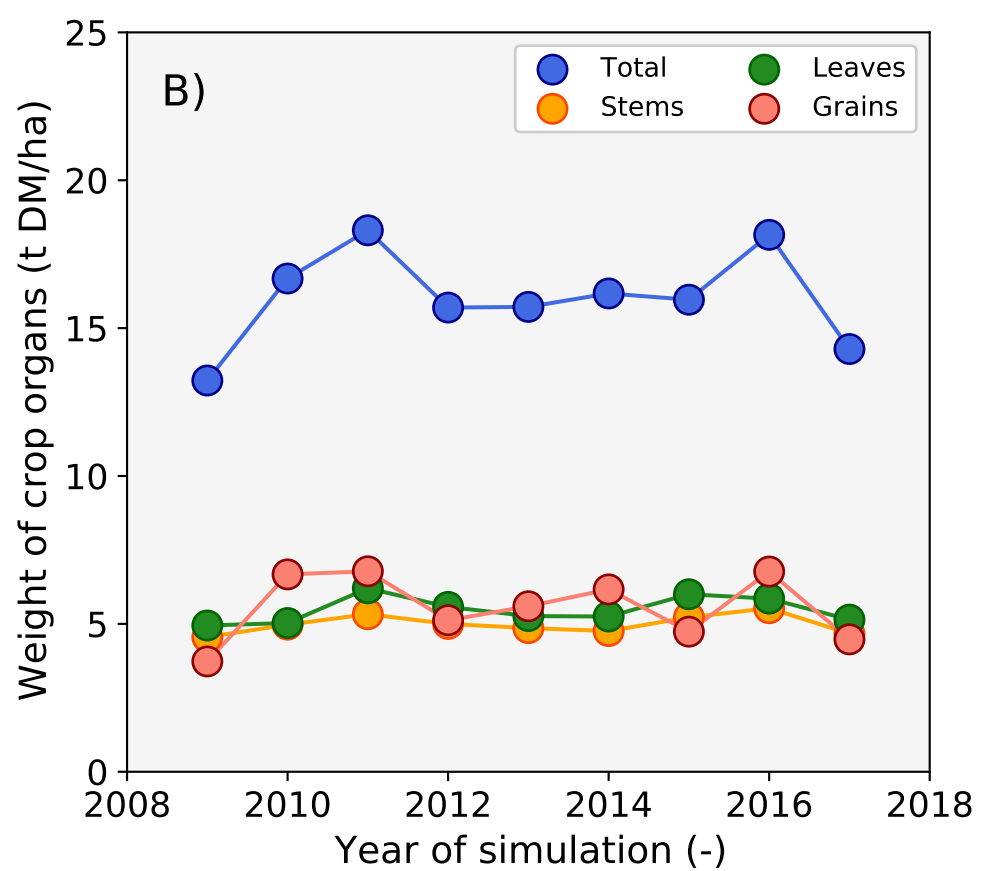 B)
Total
Stems
Leaves
Grains
Weight of crop organs (t DM/ha)
25
20
15
10
5
0
2008 2010 2012 2014 2016 2018
Year of simulation (-)